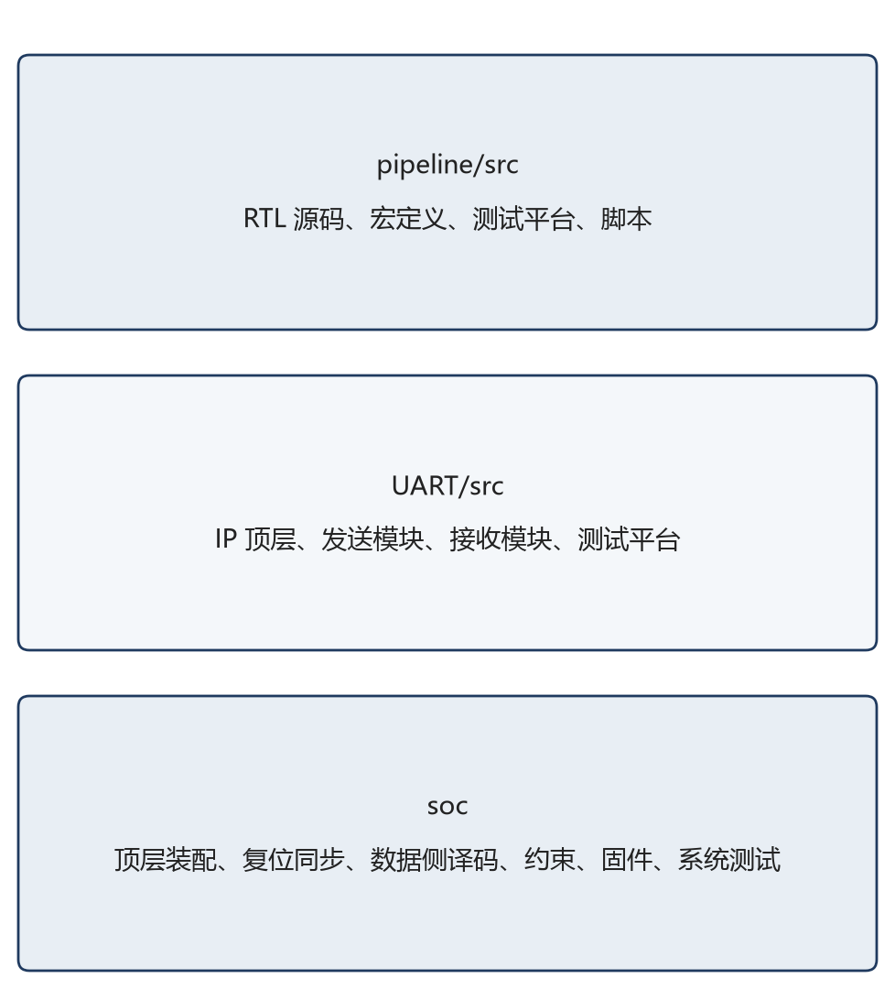 pipeline/src
RTL 源码、宏定义、测试平台、脚本
UART/src
IP 顶层、发送模块、接收模块、测试平台
soc
顶层装配、复位同步、数据侧译码、约束、固件、系统测试